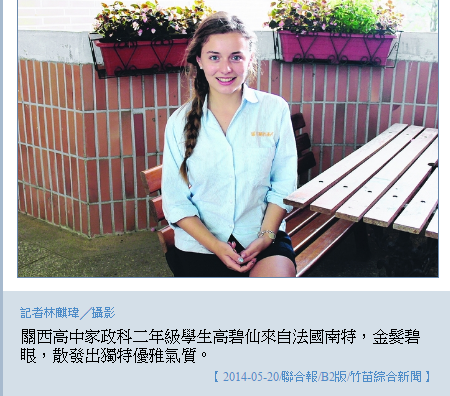 記者林麒瑋／攝影
關西高中家政科二年級學生高碧仙來自法國南特，金髮碧
眼，散發出獨特優雅氣質。
【 2014-05-20/聯合報/B2版/竹苗綜合新聞 】